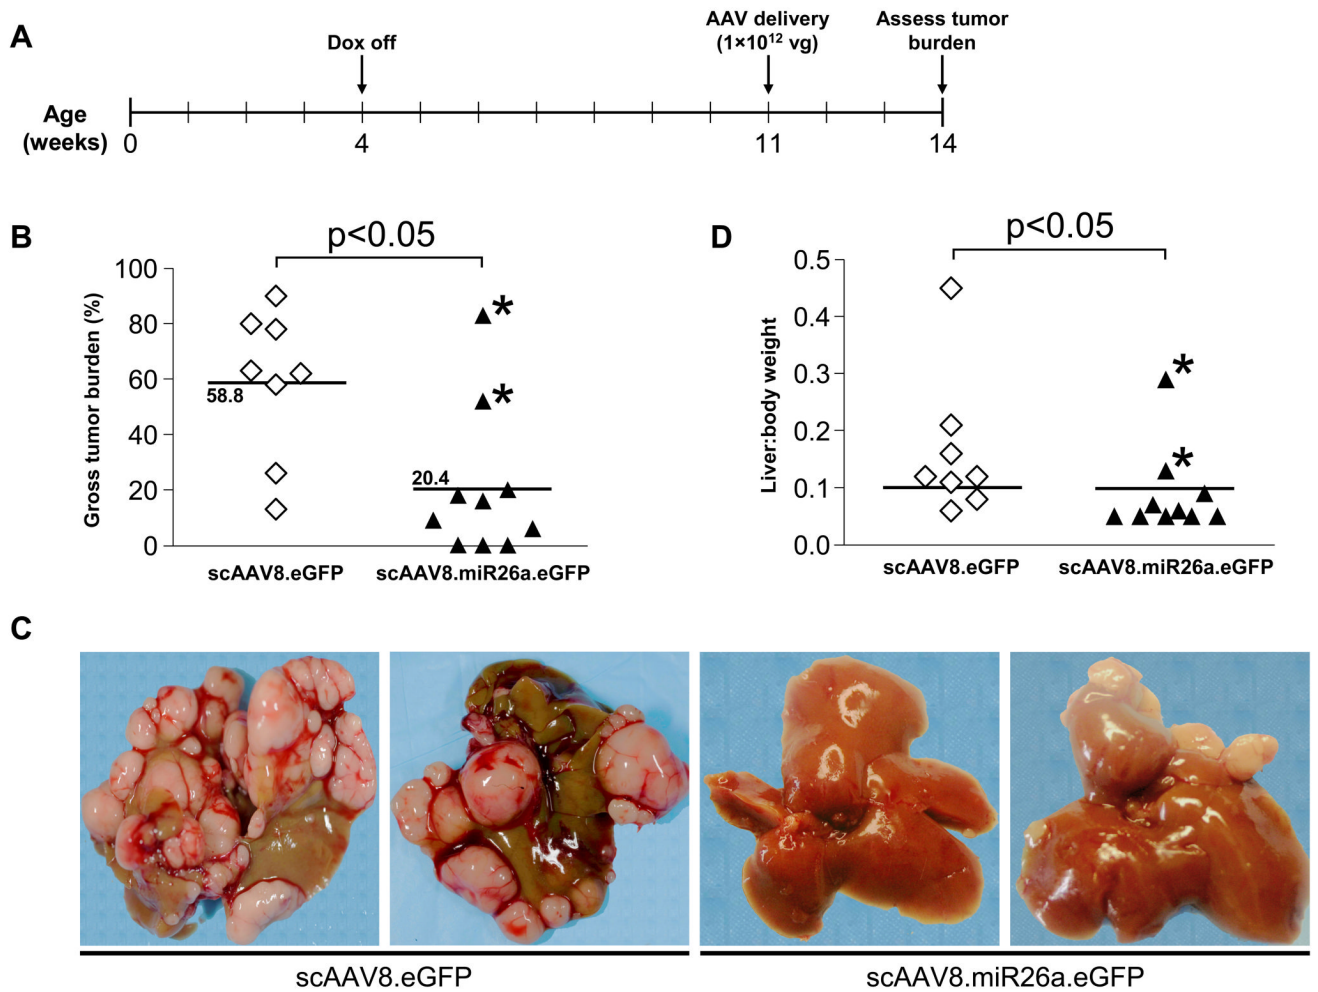 A
Dox off
AAV delivery
(1×10¹² vg)
Assess tumor
burden
Age
(weeks)
0
4
11
14
B
p<0.05
Gross tumor burden (%)
100
80
60
40
20
0
58.8
20.4
*
*
scAAV8.eGFP
scAAV8.miR26a.eGFP
D
p<0.05
Liver:body weight
0.5
0.4
0.3
0.2
0.1
0.0
*
*
scAAV8.eGFP
scAAV8.miR26a.eGFP
C
scAAV8.eGFP
scAAV8.miR26a.eGFP